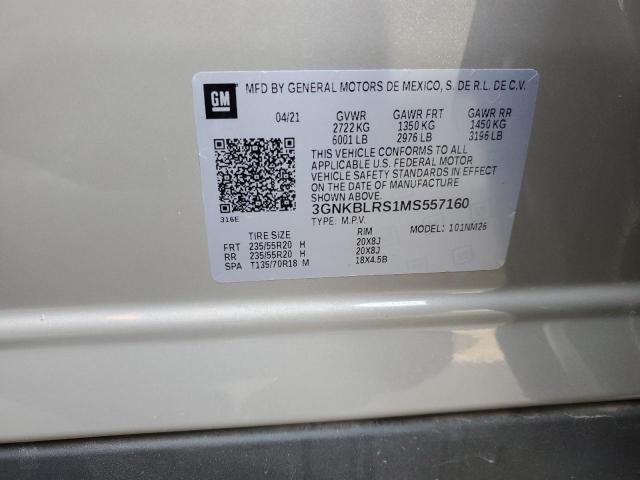 GM
MFD BY GENERAL MOTORS DE MEXICO, S. DE R.L. DE C.V.
04/21 GVWR GAWR FRT GAWR RR
2722 KG 1350 KG 1450 KG
6001 LB 2976 LB 3196 LB
THIS VEHICLE CONFORMS TO ALL
APPLICABLE U.S. FEDERAL MOTOR
VEHICLE SAFETY STANDARDS IN EFFECT
ON THE DATE OF MANUFACTURE
SHOWN ABOVE.
316E 3GNKBLRS1MS557160
TYPE: M.P.V. MODEL: 101NM26
TIRE SIZE RIM
FRT 235/55R20 H 20X8J
RR 235/55R20 H 20X8J
SPA T135/70R18 M 18X4.5B